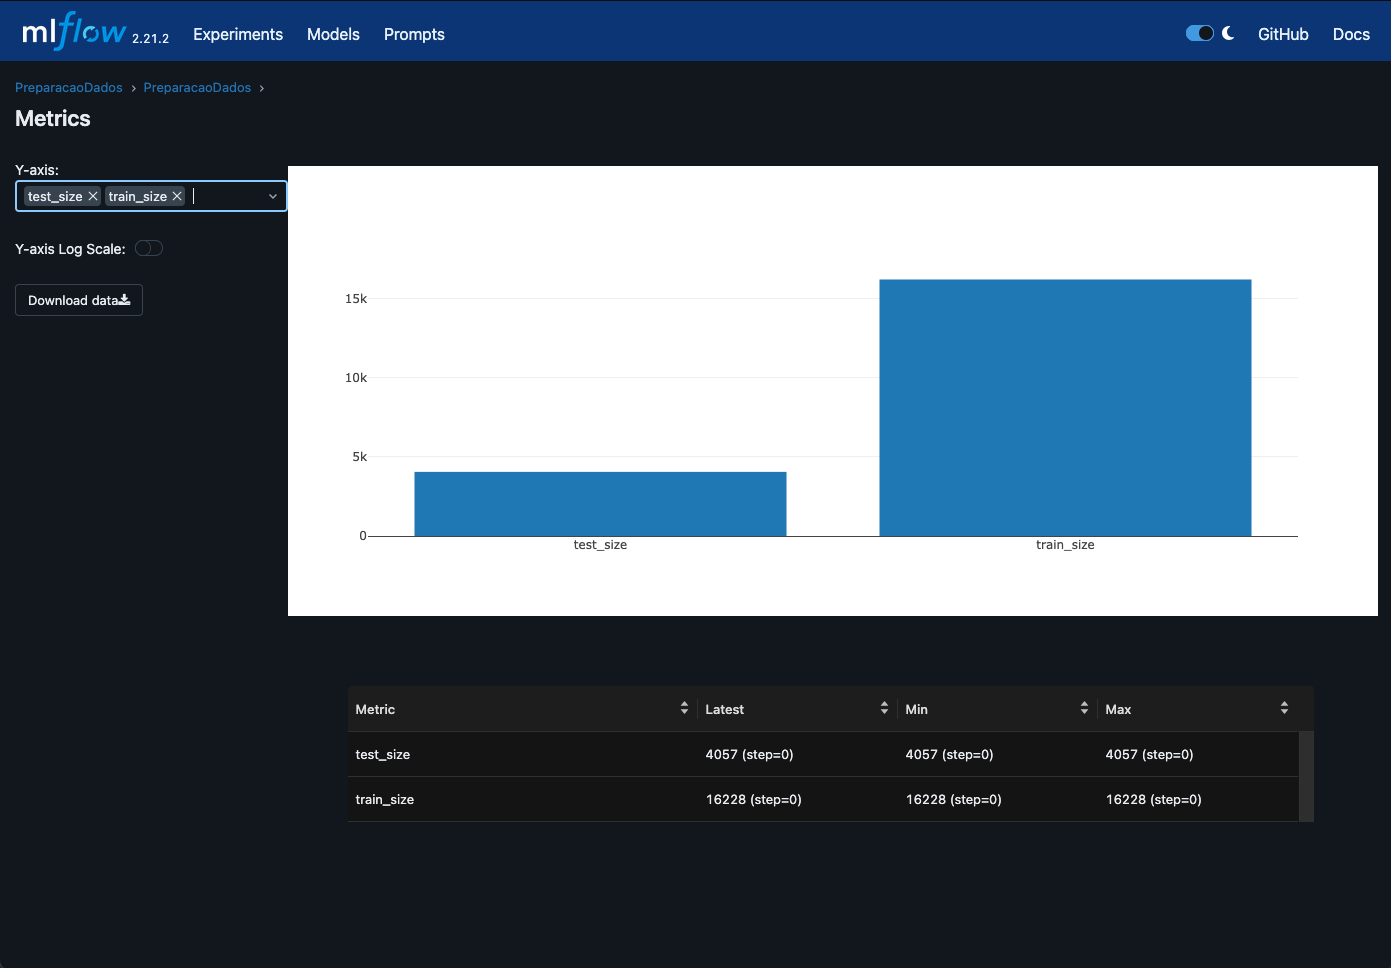 mlflow 2.21.2 Experiments Models Prompts GitHub Docs
PreparacaoDados › PreparacaoDados ›
Metrics
Y-axis:
test_size train_size
Y-axis Log Scale:
Download data
15k
10k
5k
0
test_size train_size
Metric Latest Min Max
test_size 4057 (step=0) 4057 (step=0) 4057 (step=0)
train_size 16228 (step=0) 16228 (step=0) 16228 (step=0)